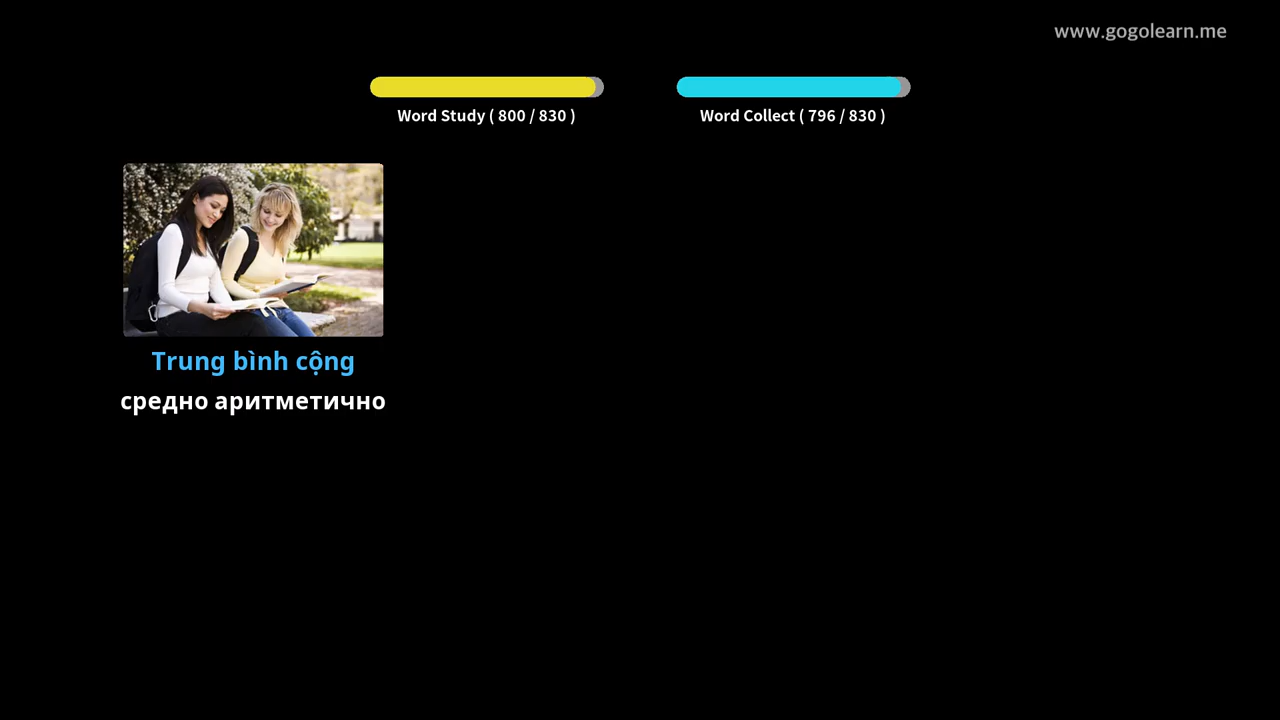 www.gogolearn.me
Word Study ( 800 / 830 )
Word Collect ( 796 / 830 )
Trung bình cộng
средно аритметично